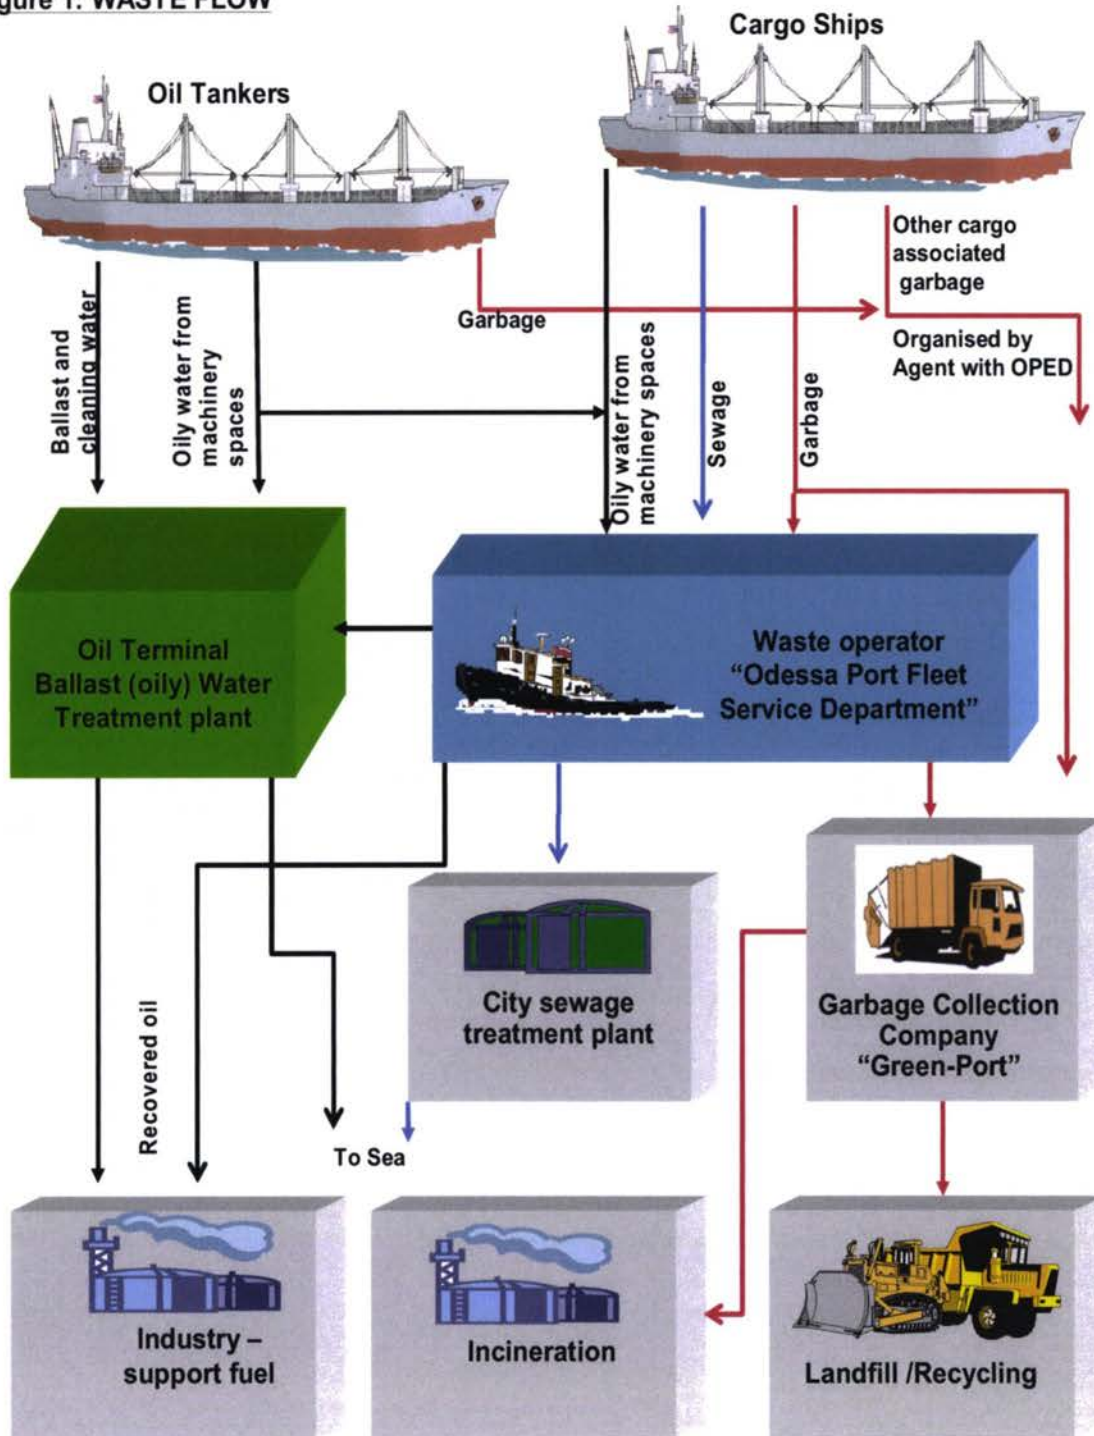 Figure 1: WASTE FLOW
Cargo Ships
Oil Tankers
Other cargo
associated
garbage
Garbage
Organised by
Agent with OPED
Ballast and
cleaning water
Oily water from
machinery
spaces
Oily water from
machinery spaces
Sewage
Garbage
Oil Terminal
Ballast (oily) Water
Treatment plant
Waste operator
“Odessa Port Fleet
Service Department”
City sewage
treatment plant
Garbage Collection
Company
“Green-Port”
Recovered oil
To Sea
Industry –
support fuel
Incineration
Landfill /Recycling